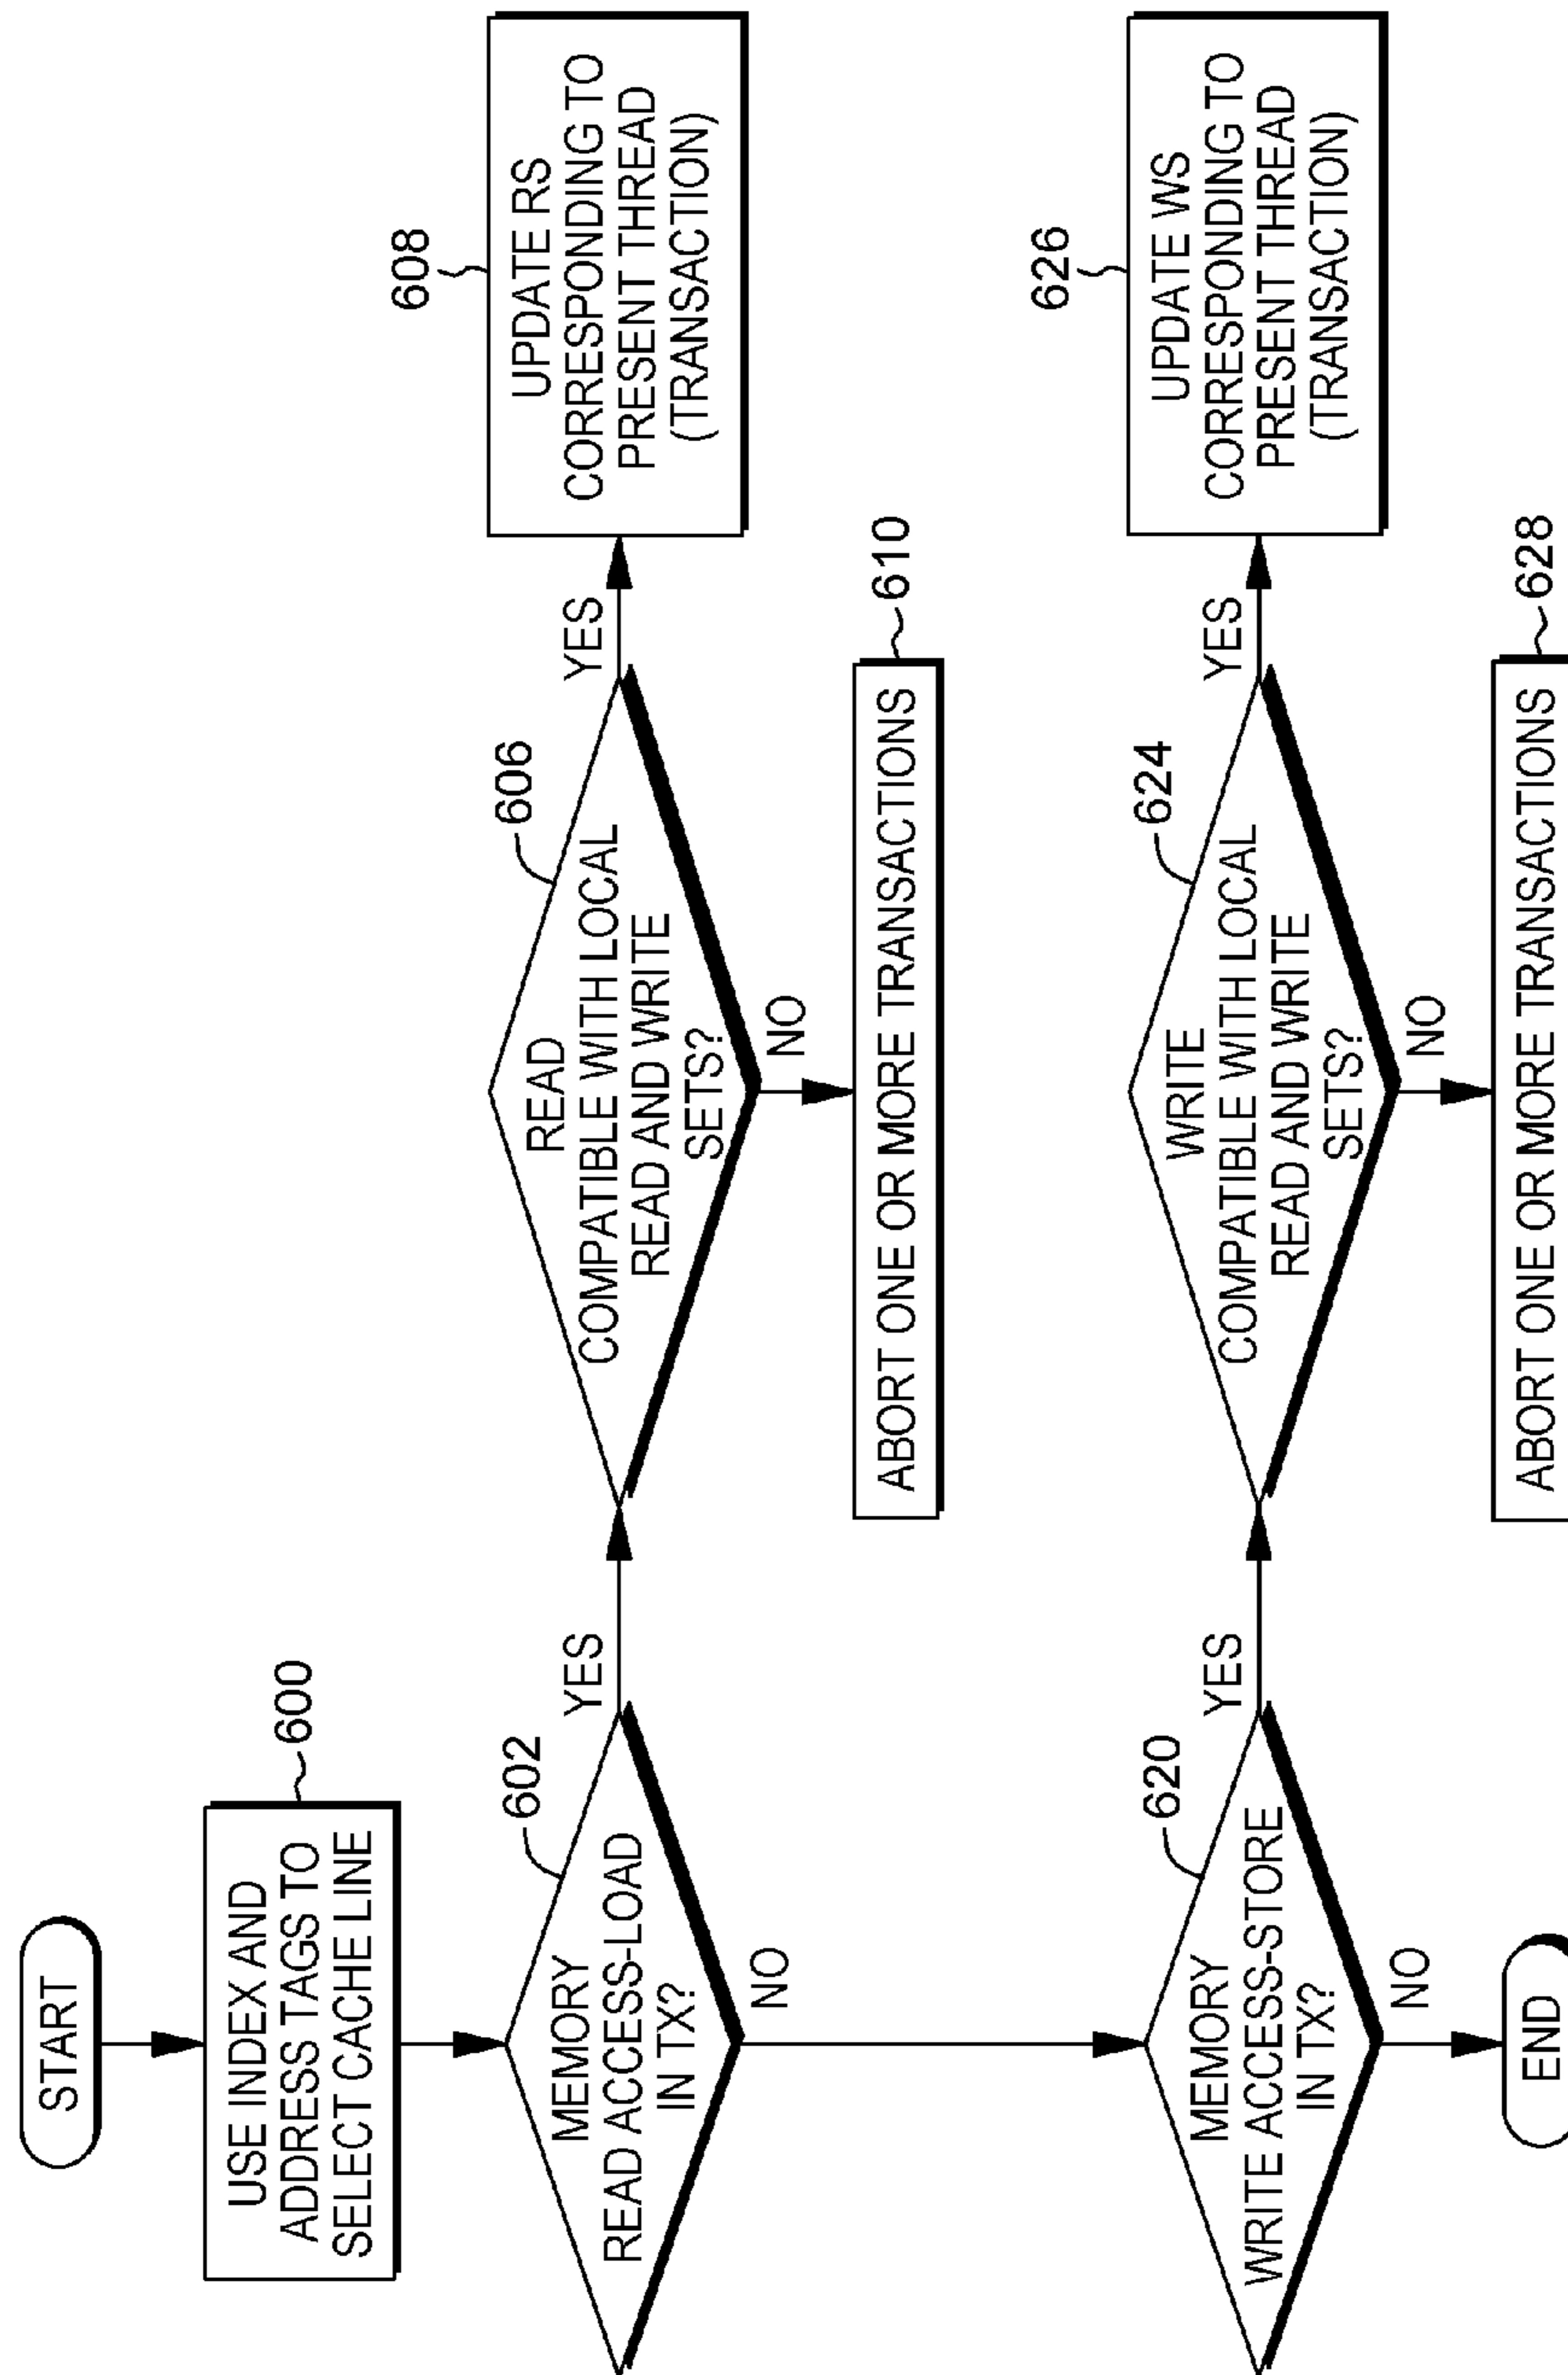 START
USE INDEX AND
ADDRESS TAGS TO
SELECT CACHE LINE
600
MEMORY
READ ACCESS-LOAD
IN TX?
602
YES
NO
READ
COMPATIBLE WITH LOCAL
READ AND WRITE
SETS?
606
YES
NO
UPDATE RS
CORRESPONDING TO
PRESENT THREAD
(TRANSACTION)
608
ABORT ONE OR MORE TRANSACTIONS
610
MEMORY
WRITE ACCESS-STORE
IN TX?
620
YES
NO
WRITE
COMPATIBLE WITH LOCAL
READ AND WRITE
SETS?
624
YES
NO
UPDATE WS
CORRESPONDING TO
PRESENT THREAD
(TRANSACTION)
626
ABORT ONE OR MORE TRANSACTIONS
628
END